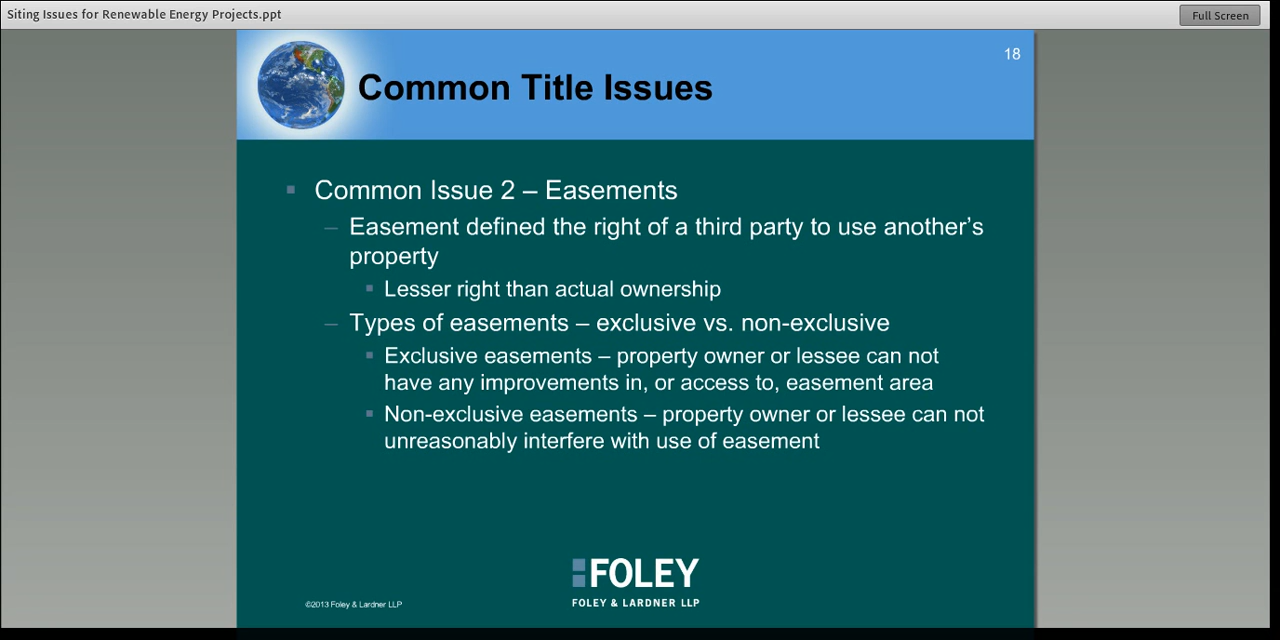 Siting Issues for Renewable Energy Projects.ppt
Full Screen
18
Common Title Issues
Common Issue 2 – Easements
– Easement defined the right of a third party to use another’s
property
Lesser right than actual ownership
– Types of easements – exclusive vs. non-exclusive
Exclusive easements – property owner or lessee can not
have any improvements in, or access to, easement area
Non-exclusive easements – property owner or lessee can not
unreasonably interfere with use of easement
FOLEY
FOLEY & LARDNER LLP
©2013 Foley & Lardner LLP